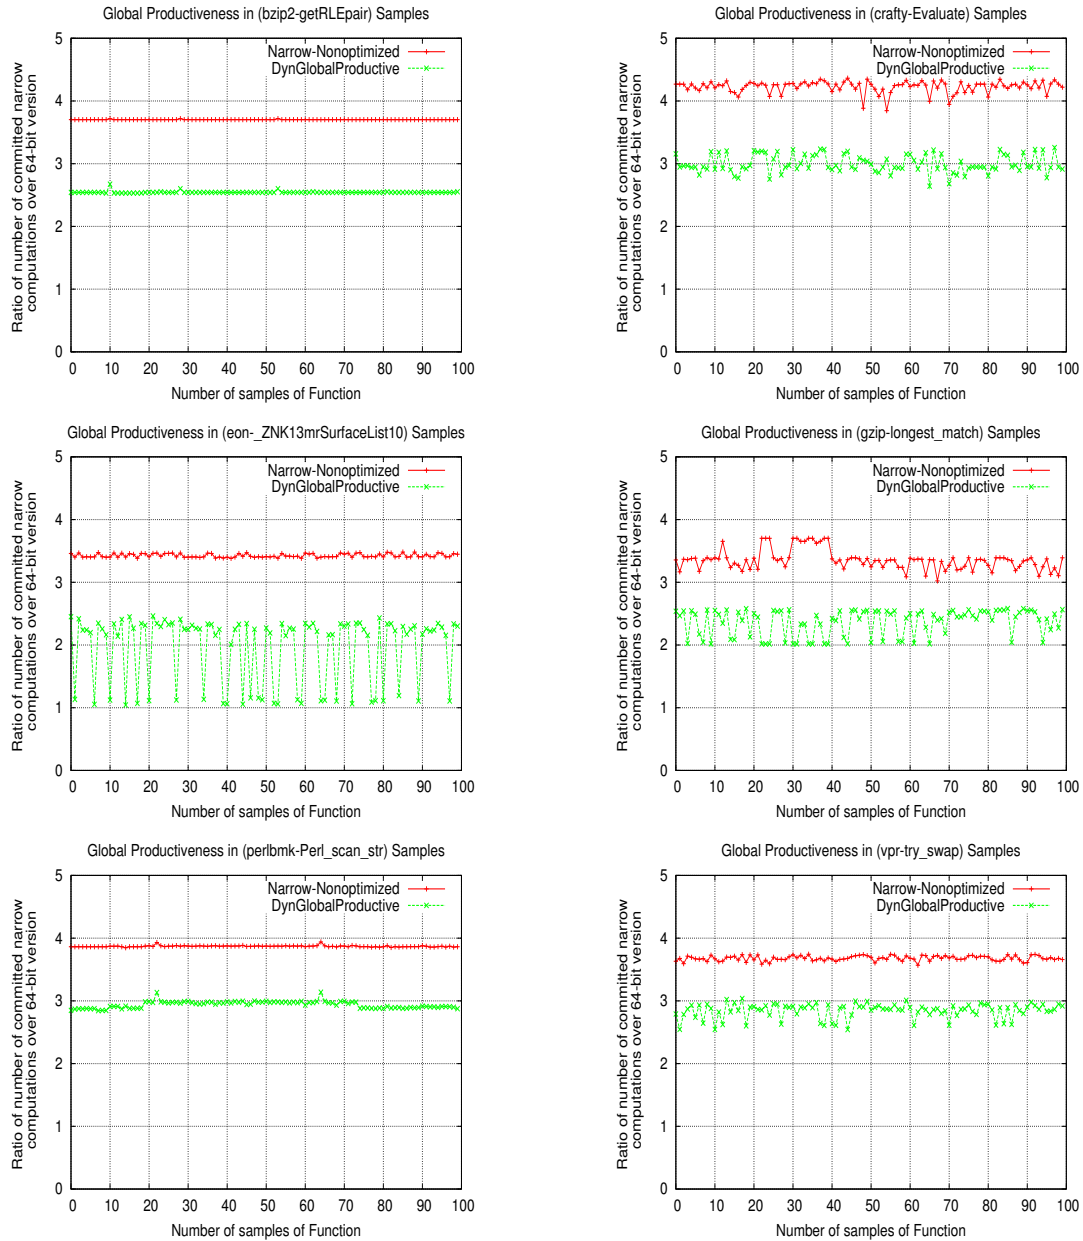 Global Productiveness in (bzip2-getRLEpair) Samples
Ratio of number of committed narrow
computations over 64-bit version
5
4
3
2
1
0
Narrow-Nonoptimized
DynGlobalProductive
0 10 20 30 40 50 60 70 80 90 100
Number of samples of Function
Global Productiveness in (crafty-Evaluate) Samples
Ratio of number of committed narrow
computations over 64-bit version
5
4
3
2
1
0
Narrow-Nonoptimized
DynGlobalProductive
0 10 20 30 40 50 60 70 80 90 100
Number of samples of Function
Global Productiveness in (eon-_ZNK13mrSurfaceList10) Samples
Ratio of number of committed narrow
computations over 64-bit version
5
4
3
2
1
0
Narrow-Nonoptimized
DynGlobalProductive
0 10 20 30 40 50 60 70 80 90 100
Number of samples of Function
Global Productiveness in (gzip-longest_match) Samples
Ratio of number of committed narrow
computations over 64-bit version
5
4
3
2
1
0
Narrow-Nonoptimized
DynGlobalProductive
0 10 20 30 40 50 60 70 80 90 100
Number of samples of Function
Global Productiveness in (perlbmk-Perl_scan_str) Samples
Ratio of number of committed narrow
computations over 64-bit version
5
4
3
2
1
0
Narrow-Nonoptimized
DynGlobalProductive
0 10 20 30 40 50 60 70 80 90 100
Number of samples of Function
Global Productiveness in (vpr-try_swap) Samples
Ratio of number of committed narrow
computations over 64-bit version
5
4
3
2
1
0
Narrow-Nonoptimized
DynGlobalProductive
0 10 20 30 40 50 60 70 80 90 100
Number of samples of Function